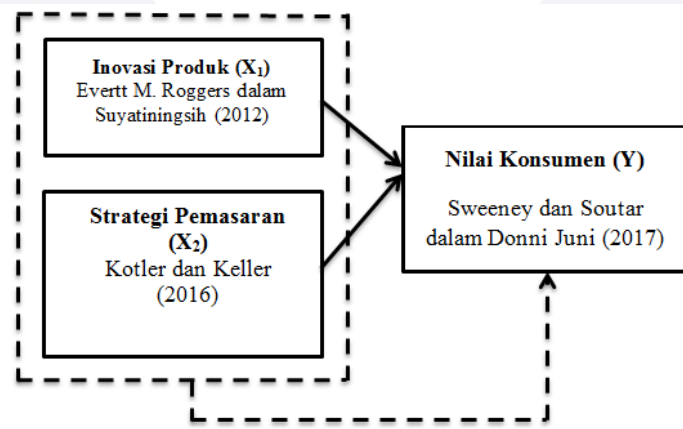 Inovasi Produk (X₁)
Evertt M. Roggers dalam
Suyatiningsih (2012)
Strategi Pemasaran
(X₂)
Kotler dan Keller
(2016)
Nilai Konsumen (Y)
Sweeney dan Soutar
dalam Donni Juni (2017)